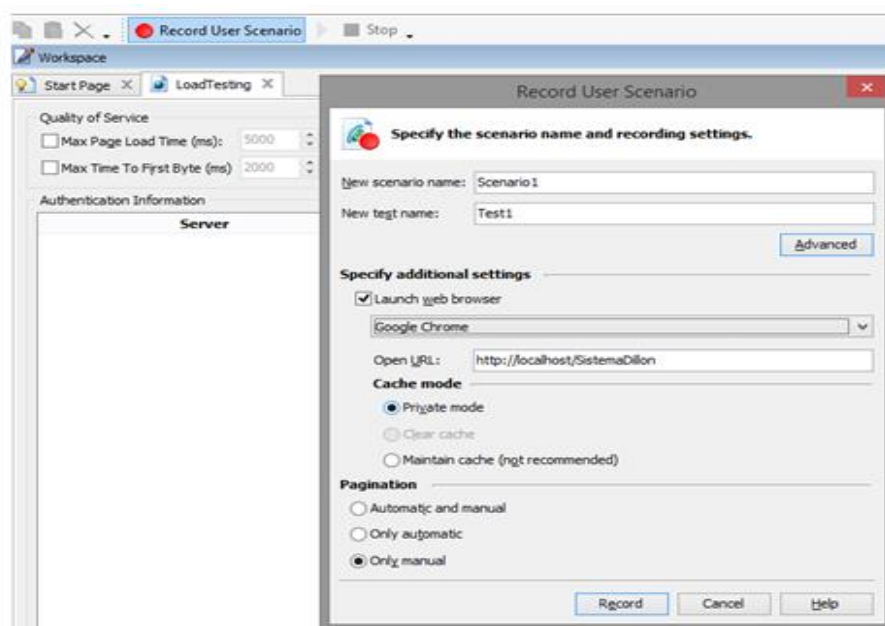 Record User Scenario Stop
Workspace
Start Page LoadTesting
Quality of Service
Max Page Load Time (ms): 5000
Max Time To First Byte (ms) 2000
Authentication Information
Server
Record User Scenario
Specify the scenario name and recording settings.
New scenario name: Scenario1
New test name: Test1
Advanced
Specify additional settings
Launch web browser
Google Chrome
Open URL: http://localhost/SistemaDillon
Cache mode
Private mode
Clear cache
Maintain cache (not recommended)
Pagination
Automatic and manual
Only automatic
Only manual
Record Cancel Help